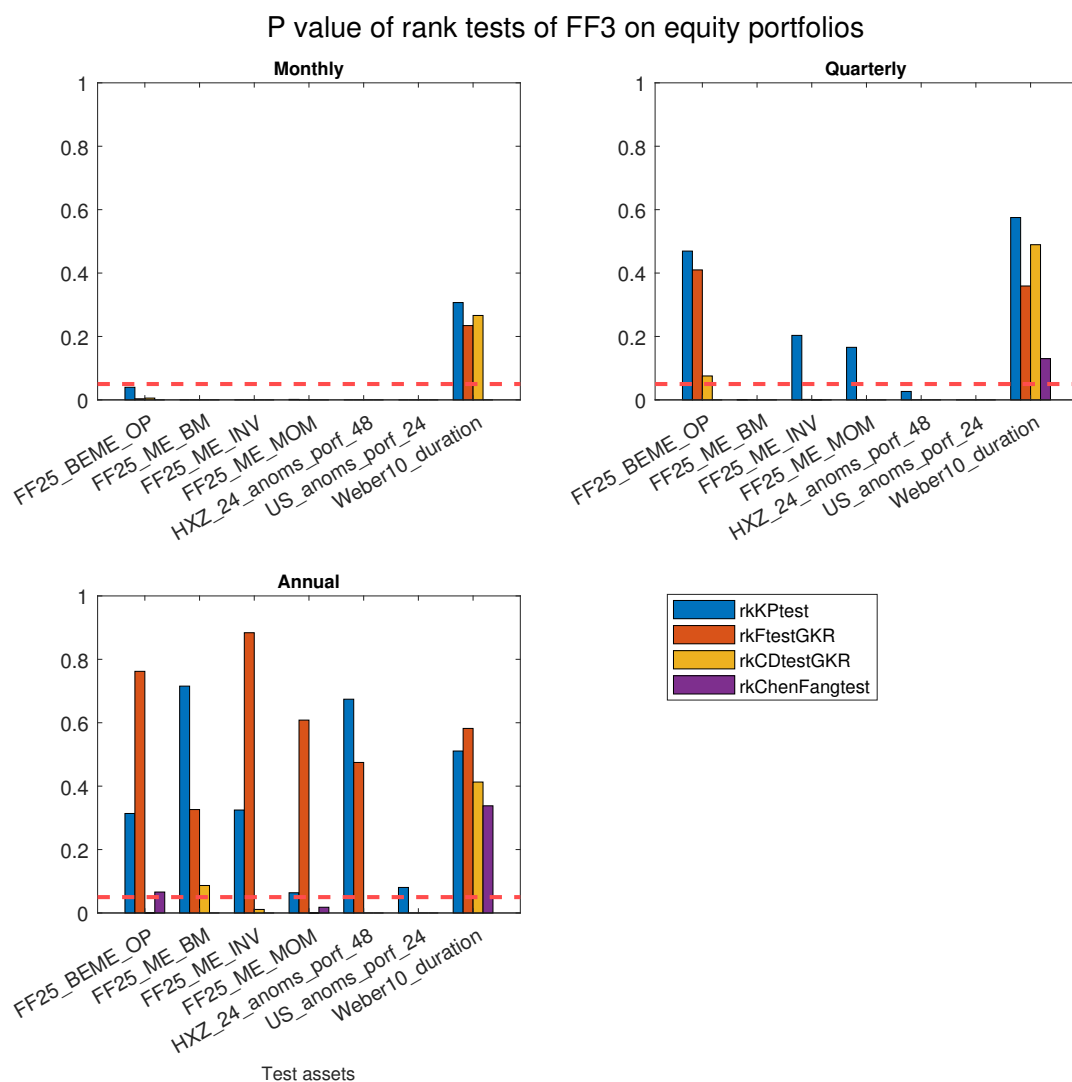 P value of rank tests of FF3 on equity portfolios
Monthly
1
0.8
0.6
0.4
0.2
0
FF25_BEME_OP
FF25_ME_BM
FF25_ME_INV
FF25_ME_MOM
HXZ_24_anoms_porf_48
US_anoms_porf_24
Weber10_duration
Quarterly
1
0.8
0.6
0.4
0.2
0
FF25_BEME_OP
FF25_ME_BM
FF25_ME_INV
FF25_ME_MOM
HXZ_24_anoms_porf_48
US_anoms_porf_24
Weber10_duration
Annual
1
0.8
0.6
0.4
0.2
0
FF25_BEME_OP
FF25_ME_BM
FF25_ME_INV
FF25_ME_MOM
HXZ_24_anoms_porf_48
US_anoms_porf_24
Weber10_duration
Test assets
rkKPtest
rkFtestGKR
rkCDtestGKR
rkChenFangtest